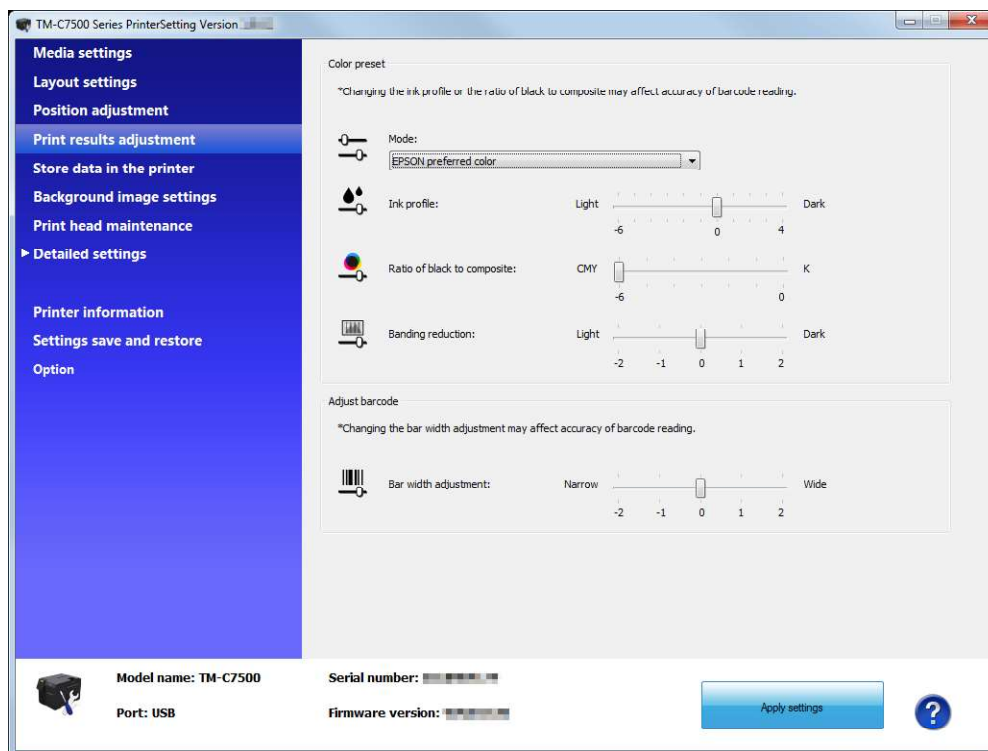 TM-C7500 Series PrinterSetting Version
Media settings
Layout settings
Position adjustment
Print results adjustment
Store data in the printer
Background image settings
Print head maintenance
Detailed settings
Printer information
Settings save and restore
Option
Color preset
*Changing the ink profile or the ratio of black to composite may affect accuracy of barcode reading.
Mode:
EPSON preferred color
Ink profile: Light Dark
-6 0 4
Ratio of black to composite: CMY K
-6 0
Banding reduction: Light Dark
-2 -1 0 1 2
Adjust barcode
*Changing the bar width adjustment may affect accuracy of barcode reading.
Bar width adjustment: Narrow Wide
-2 -1 0 1 2
Model name: TM-C7500 Serial number:
Port: USB Firmware version:
Apply settings
?